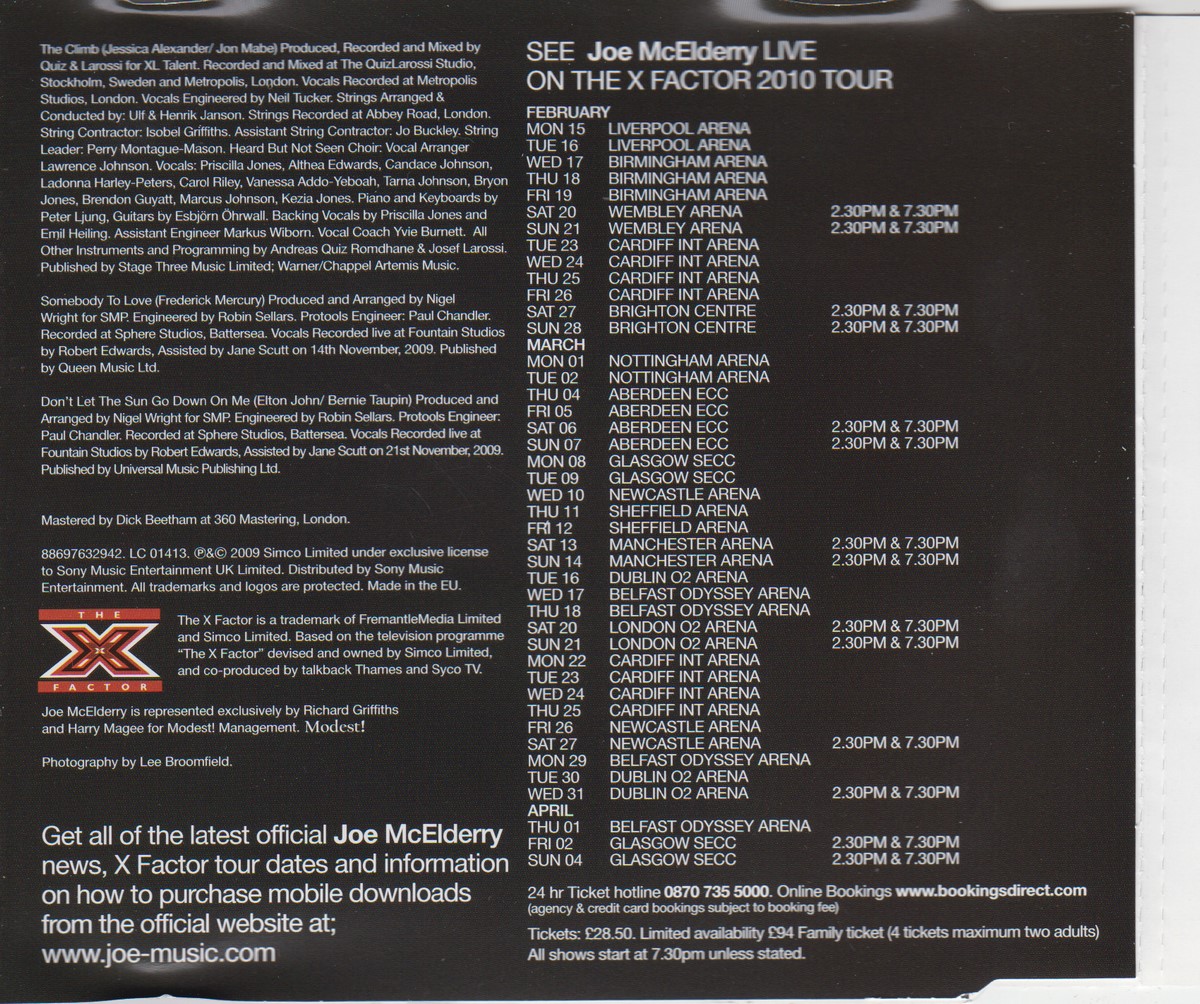 The Climb (Jessica Alexander/ Jon Mabe) Produced, Recorded and Mixed by
Quiz & Larossi for XL Talent. Recorded and Mixed at The QuizLarossi Studio,
Stockholm, Sweden and Metropolis, London. Vocals Recorded at Metropolis
Studios, London. Vocals Engineered by Neil Tucker. Strings Arranged &
Conducted by: Ulf & Henrik Janson. Strings Recorded at Abbey Road, London.
String Contractor: Isobel Griffiths. Assistant String Contractor: Jo Buckley. String
Leader: Perry Montague-Mason. Heard But Not Seen Choir: Vocal Arranger
Lawrence Johnson. Vocals: Priscilla Jones, Althea Edwards, Candace Johnson,
Ladonna Harley-Peters, Carol Riley, Vanessa Addo-Yeboah, Tarna Johnson, Bryon
Jones, Brendon Guyatt, Marcus Johnson, Kezia Jones. Piano and Keyboards by
Peter Ljung, Guitars by Esbjörn Öhrwall. Backing Vocals by Priscilla Jones and
Emil Heiling. Assistant Engineer Markus Wiborn. Vocal Coach Yvie Burnett. All
Other Instruments and Programming by Andreas Quiz Romdhane & Josef Larossi.
Published by Stage Three Music Limited; Warner/Chappel Artemis Music.
Somebody To Love (Frederick Mercury) Produced and Arranged by Nigel
Wright for SMP. Engineered by Robin Sellars. Protools Engineer: Paul Chandler.
Recorded at Sphere Studios, Battersea. Vocals Recorded live at Fountain Studios
by Robert Edwards, Assisted by Jane Scutt on 14th November, 2009. Published
by Queen Music Ltd.
Don't Let The Sun Go Down On Me (Elton John/ Bernie Taupin) Produced and
Arranged by Nigel Wright for SMP. Engineered by Robin Sellars. Protools Engineer:
Paul Chandler. Recorded at Sphere Studios, Battersea. Vocals Recorded live at
Fountain Studios by Robert Edwards, Assisted by Jane Scutt on 21st November, 2009.
Published by Universal Music Publishing Ltd.
Mastered by Dick Beetham at 360 Mastering, London.
88697632942. LC 01413. ℗&© 2009 Simco Limited under exclusive license
to Sony Music Entertainment UK Limited. Distributed by Sony Music
Entertainment. All trademarks and logos are protected. Made in the EU.
THE
X
FACTOR
The X Factor is a trademark of FremantleMedia Limited
and Simco Limited. Based on the television programme
“The X Factor” devised and owned by Simco Limited,
and co-produced by talkback Thames and Syco TV.
Joe McElderry is represented exclusively by Richard Griffiths
and Harry Magee for Modest! Management. Modest!
Photography by Lee Broomfield.
Get all of the latest official Joe McElderry
news, X Factor tour dates and information
on how to purchase mobile downloads
from the official website at;
www.joe-music.com
SEE Joe McElderry LIVE
ON THE X FACTOR 2010 TOUR
FEBRUARY
MON 15 LIVERPOOL ARENA
TUE 16 LIVERPOOL ARENA
WED 17 BIRMINGHAM ARENA
THU 18 BIRMINGHAM ARENA
FRI 19 BIRMINGHAM ARENA
SAT 20 WEMBLEY ARENA 2.30PM & 7.30PM
SUN 21 WEMBLEY ARENA 2.30PM & 7.30PM
TUE 23 CARDIFF INT ARENA
WED 24 CARDIFF INT ARENA
THU 25 CARDIFF INT ARENA
FRI 26 CARDIFF INT ARENA
SAT 27 BRIGHTON CENTRE 2.30PM & 7.30PM
SUN 28 BRIGHTON CENTRE 2.30PM & 7.30PM
MARCH
MON 01 NOTTINGHAM ARENA
TUE 02 NOTTINGHAM ARENA
THU 04 ABERDEEN ECC
FRI 05 ABERDEEN ECC
SAT 06 ABERDEEN ECC 2.30PM & 7.30PM
SUN 07 ABERDEEN ECC 2.30PM & 7.30PM
MON 08 GLASGOW SECC
TUE 09 GLASGOW SECC
WED 10 NEWCASTLE ARENA
THU 11 SHEFFIELD ARENA
FRI 12 SHEFFIELD ARENA
SAT 13 MANCHESTER ARENA 2.30PM & 7.30PM
SUN 14 MANCHESTER ARENA 2.30PM & 7.30PM
TUE 16 DUBLIN O2 ARENA
WED 17 BELFAST ODYSSEY ARENA
THU 18 BELFAST ODYSSEY ARENA
SAT 20 LONDON O2 ARENA 2.30PM & 7.30PM
SUN 21 LONDON O2 ARENA 2.30PM & 7.30PM
MON 22 CARDIFF INT ARENA
TUE 23 CARDIFF INT ARENA
WED 24 CARDIFF INT ARENA
THU 25 CARDIFF INT ARENA
FRI 26 NEWCASTLE ARENA
SAT 27 NEWCASTLE ARENA 2.30PM & 7.30PM
MON 29 BELFAST ODYSSEY ARENA
TUE 30 DUBLIN O2 ARENA
WED 31 DUBLIN O2 ARENA 2.30PM & 7.30PM
APRIL
THU 01 BELFAST ODYSSEY ARENA
FRI 02 GLASGOW SECC 2.30PM & 7.30PM
SUN 04 GLASGOW SECC 2.30PM & 7.30PM
24 hr Ticket hotline 0870 735 5000. Online Bookings www.bookingsdirect.com
(agency & credit card bookings subject to booking fee)
Tickets: £28.50. Limited availability £94 Family ticket (4 tickets maximum two adults)
All shows start at 7.30pm unless stated.